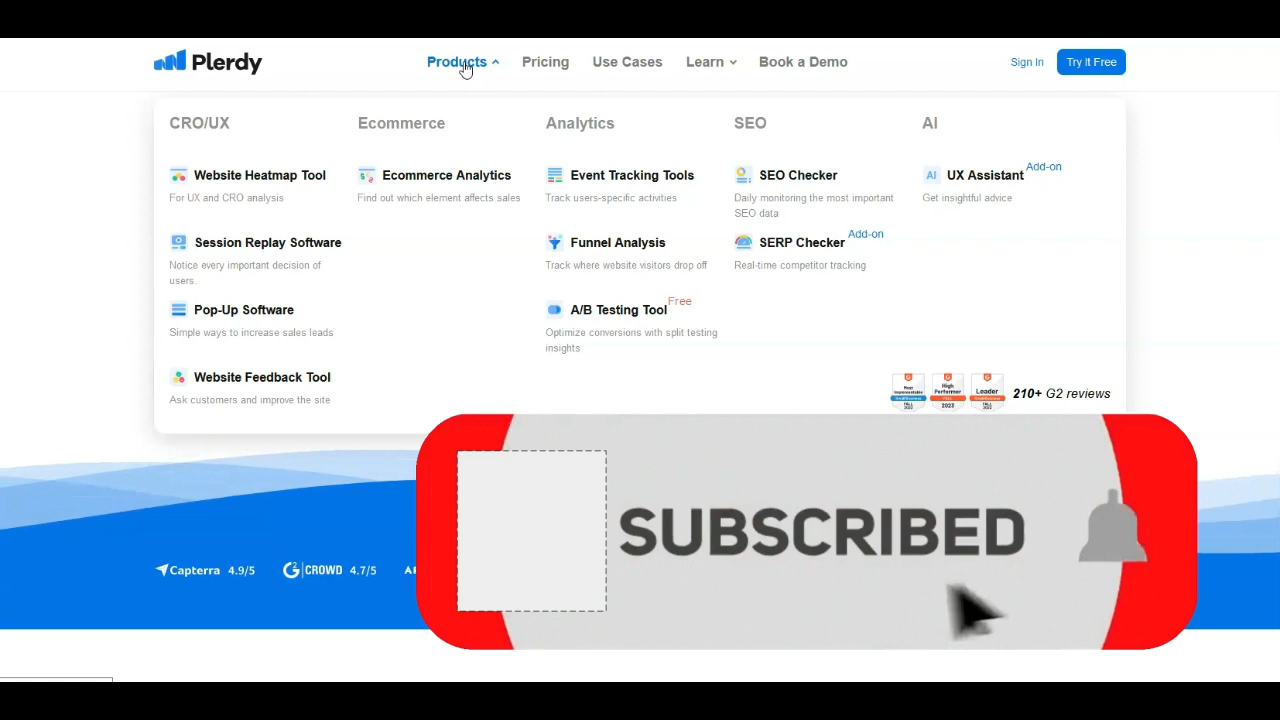 Plerdy
Products
Pricing
Use Cases
Learn
Book a Demo
Sign In
Try It Free
CRO/UX
Website Heatmap Tool
For UX and CRO analysis
Session Replay Software
Notice every important decision of
users.
Pop-Up Software
Simple ways to increase sales leads
Website Feedback Tool
Ask customers and improve the site
Ecommerce
Ecommerce Analytics
Find out which element affects sales
Analytics
Event Tracking Tools
Track users-specific activities
Funnel Analysis
Track where website visitors drop off
A/B Testing Tool Free
Optimize conversions with split testing
insights
SEO
SEO Checker
Daily monitoring the most important
SEO data
SERP Checker Add-on
Real-time competitor tracking
AI
AI UX Assistant Add-on
Get insightful advice
High
Performer
Leader
210+ G2 reviews
Capterra 4.9/5
G2 CROWD 4.7/5
SUBSCRIBED